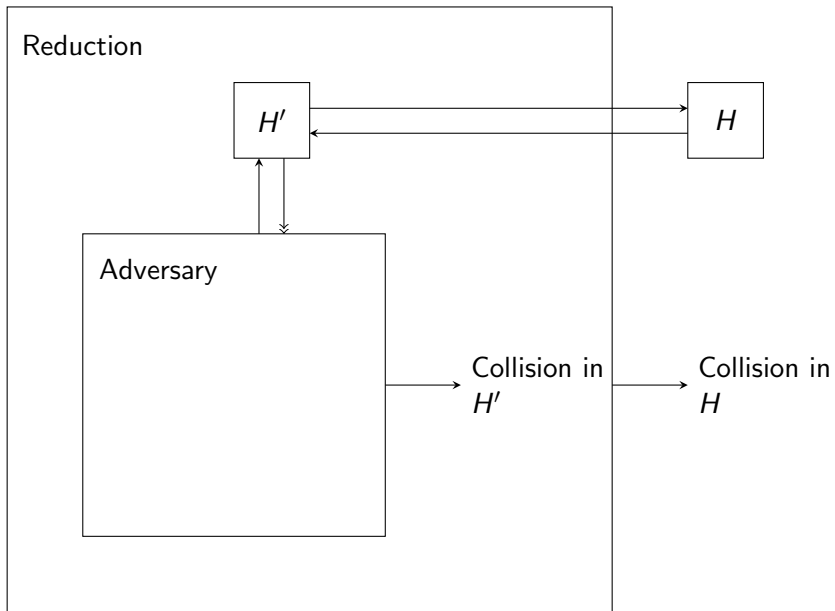 Reduction
H′
H
Adversary
Collision in
H′
Collision in
H